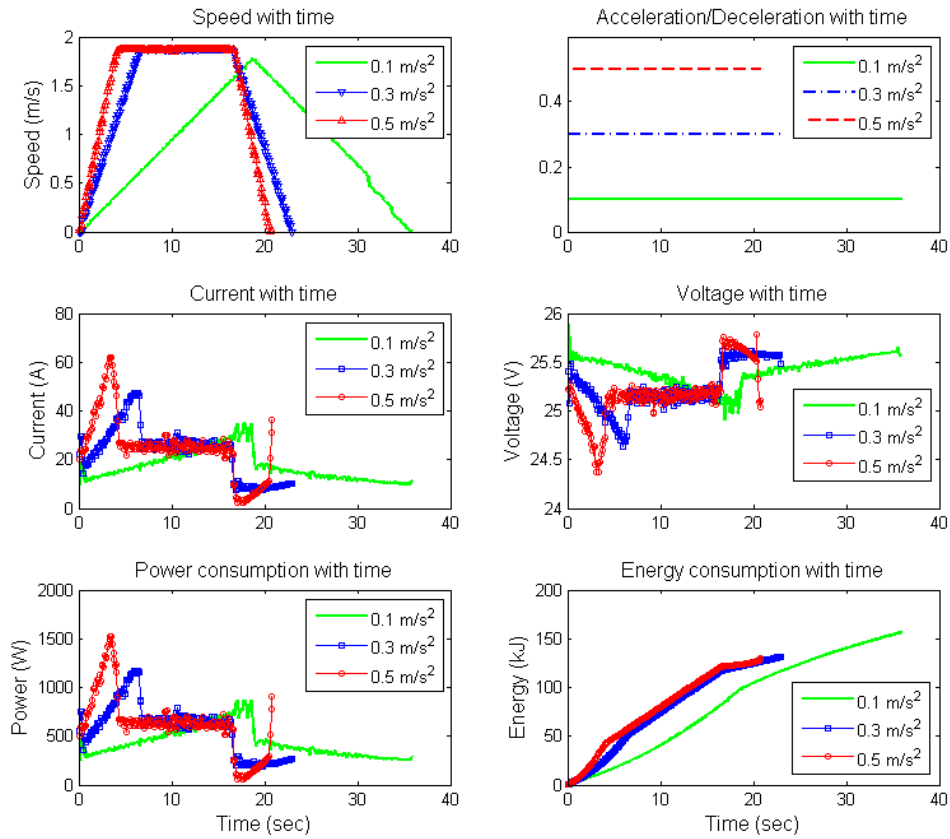 Speed with time
Speed (m/s)
2
1.5
1
0.5
0
0
10
20
30
40
0.1 m/s²
0.3 m/s²
0.5 m/s²
Acceleration/Deceleration with time
0.4
0.2
0
0
10
20
30
40
0.1 m/s²
0.3 m/s²
0.5 m/s²
Current with time
Current (A)
80
60
40
20
0
0
10
20
30
40
0.1 m/s²
0.3 m/s²
0.5 m/s²
Voltage with time
Voltage (V)
26
25.5
25
24.5
24
0
10
20
30
40
0.1 m/s²
0.3 m/s²
0.5 m/s²
Power consumption with time
Power (W)
2000
1500
1000
500
0
0
10
20
30
40
Time (sec)
0.1 m/s²
0.3 m/s²
0.5 m/s²
Energy consumption with time
Energy (kJ)
200
150
100
50
0
0
10
20
30
40
Time (sec)
0.1 m/s²
0.3 m/s²
0.5 m/s²